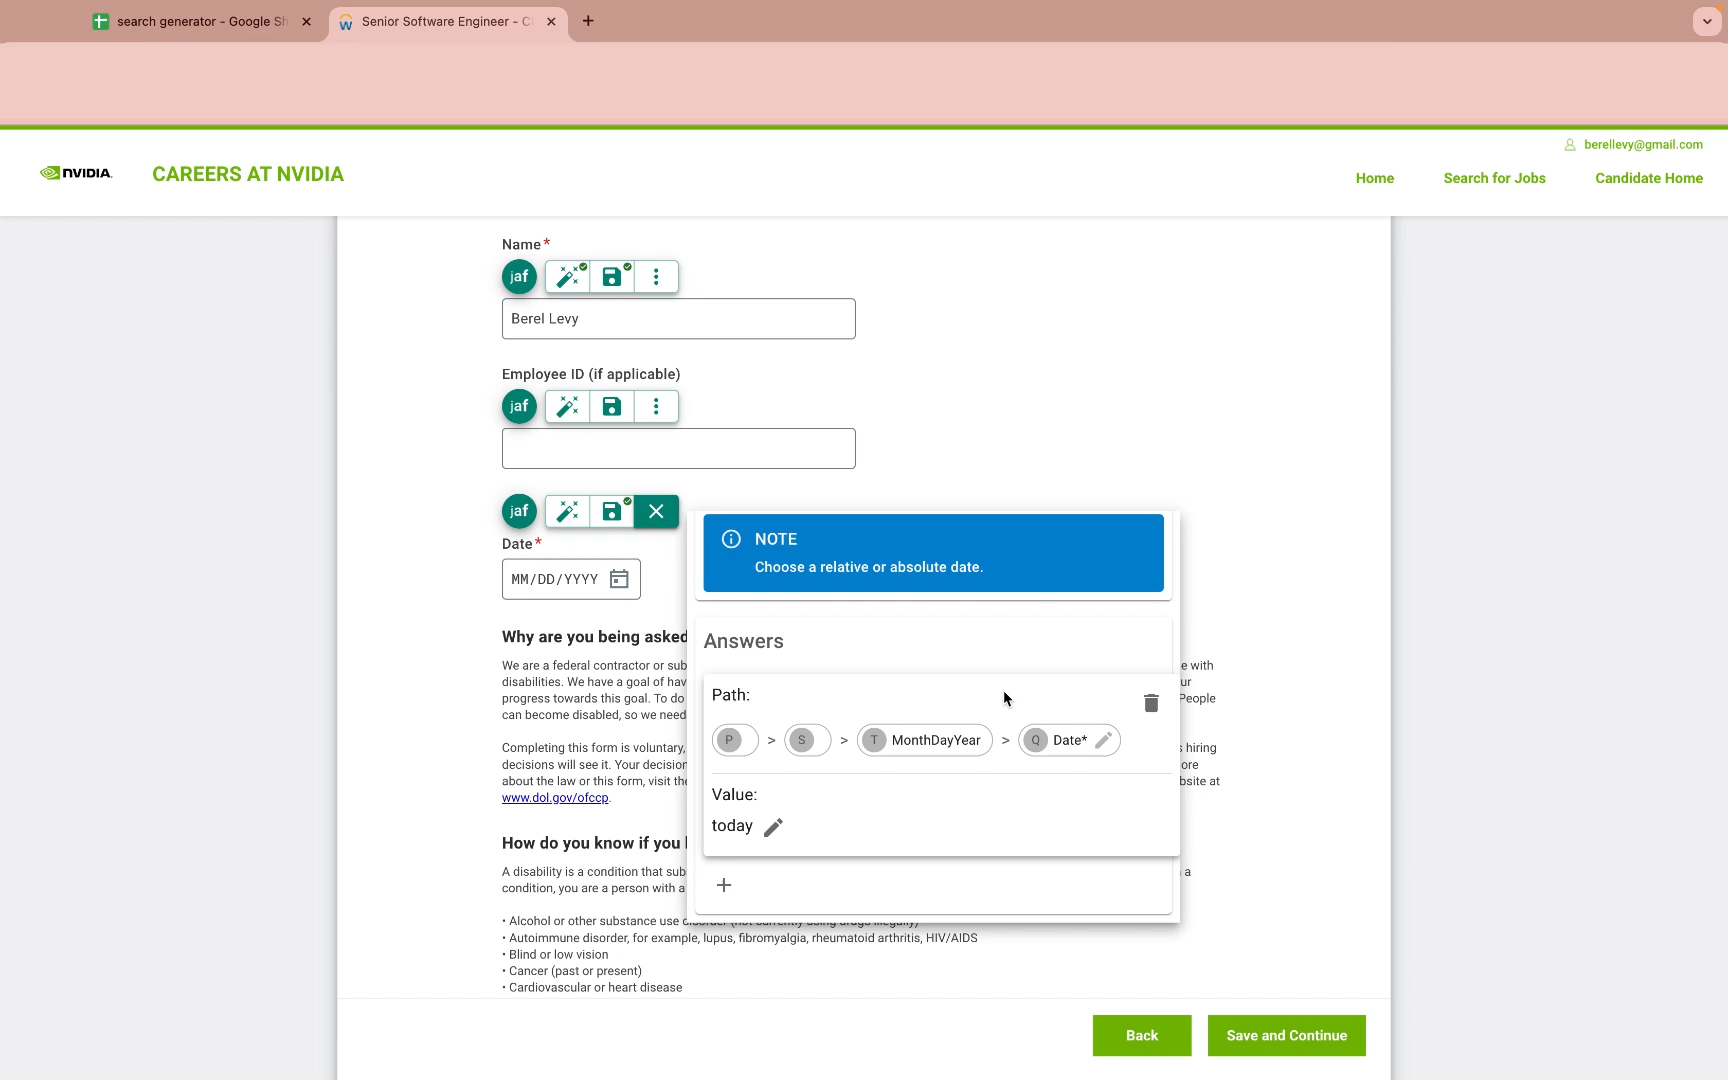 search generator - Google Sh
Senior Software Engineer - C
berellevy@gmail.com
NVIDIA.
CAREERS AT NVIDIA
Home
Search for Jobs
Candidate Home
Name*
jaf
Berel Levy
Employee ID (if applicable)
jaf
jaf
Date*
MM/DD/YYYY
NOTE
Choose a relative or absolute date.
Answers
Path:
P > S > T MonthDayYear > Q Date*
Value:
today
Why are you being asked
We are a federal contractor or sub
e with
disabilities. We have a goal of hav
ur
progress towards this goal. To do
People
can become disabled, so we need
Completing this form is voluntary,
s hiring
decisions will see it. Your decision
ore
about the law or this form, visit the
bsite at
www.dol.gov/ofccp.
How do you know if you
A disability is a condition that sub
a
condition, you are a person with a
• Alcohol or other substance use disorder (not currently using drugs illegally)
• Autoimmune disorder, for example, lupus, fibromyalgia, rheumatoid arthritis, HIV/AIDS
• Blind or low vision
• Cancer (past or present)
• Cardiovascular or heart disease
Back
Save and Continue